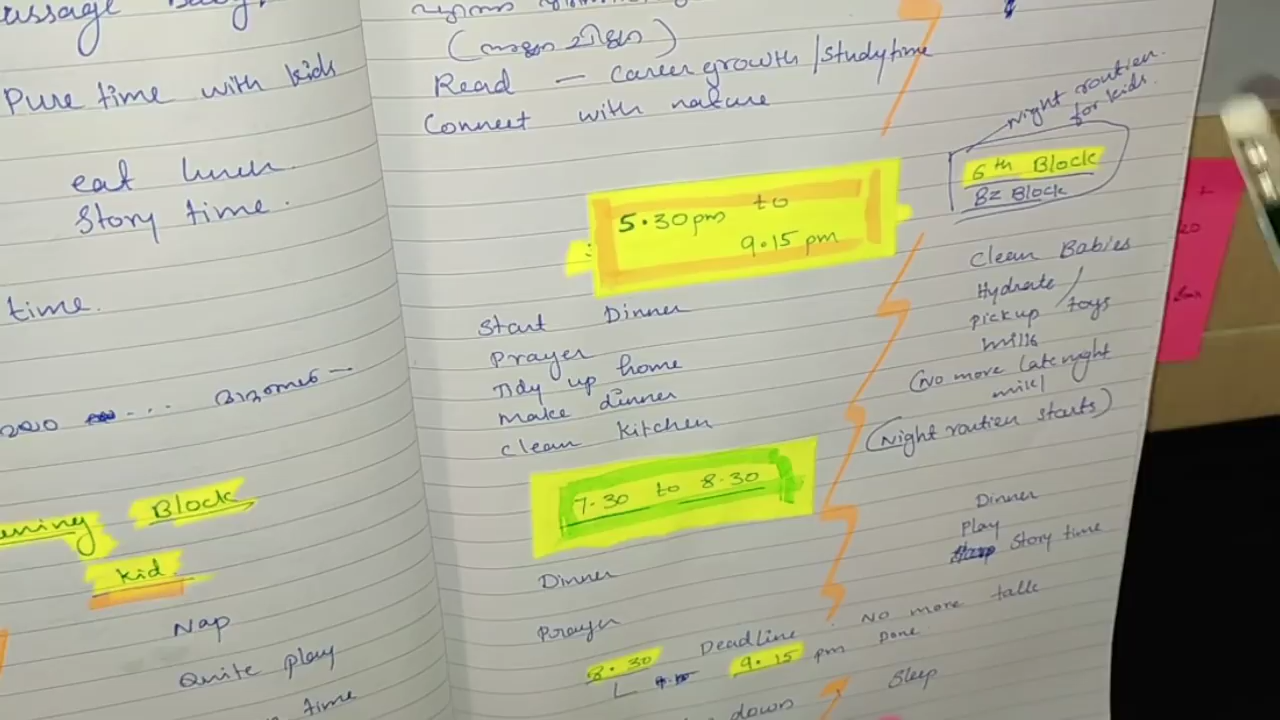 Pure time with kids
eat lunch
Story time.
time.
Block
kid
Nap
Quite play
time
Read — Career growth / Study time
Connect with nature
5.30pm to
9.15 pm
Start Dinner
Prayer
Tidy up home
make dinner
clean kitchen
7.30 to 8.30
Dinner
Prayer
8.30 Deadline 9.15 pm
down
Night routien
for kids.
6th Block
Bz Block
Clean Babies
Hydrate /
pickup toys
milk
(No more late night
milk)
(Night routien starts)
Dinner
Play
Story time
No more talk
Done
Sleep